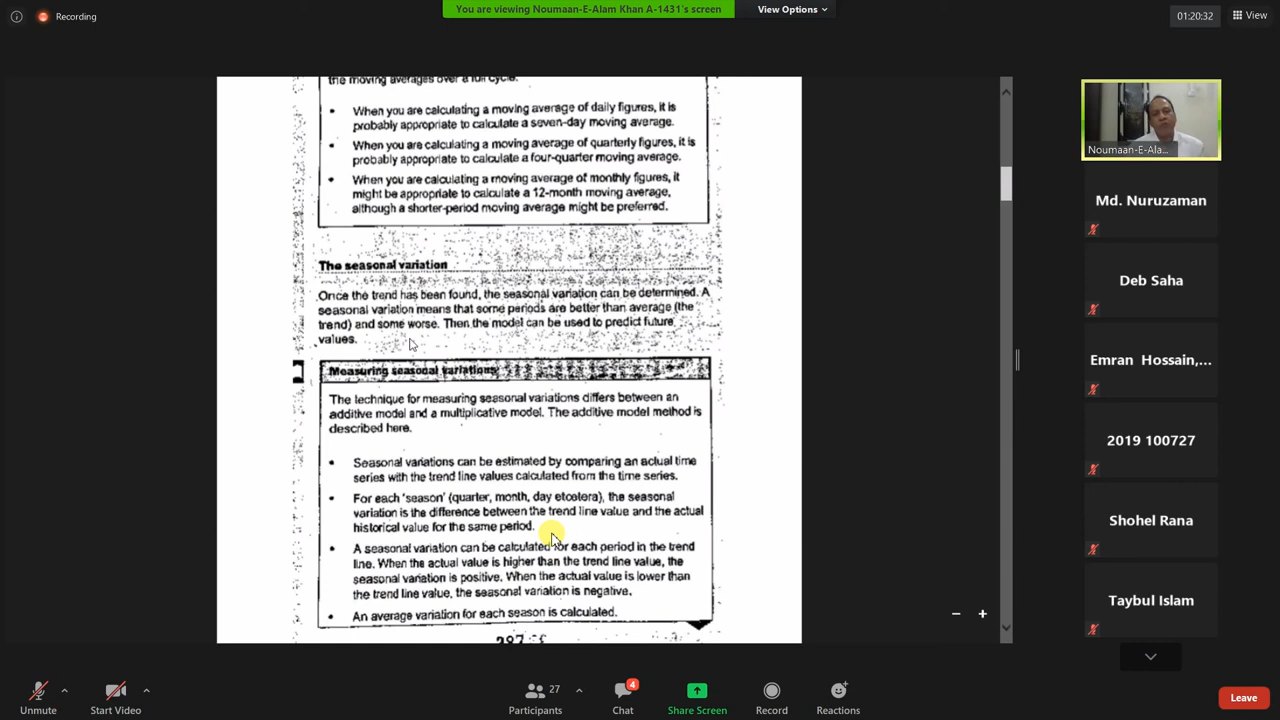 Recording
You are viewing Noumaan-E-Alam Khan A-1431's screen
View Options
01:20:32
View
the moving averages over a full cycle.
• When you are calculating a moving average of daily figures, it is
probably appropriate to calculate a seven-day moving average.
• When you are calculating a moving average of quarterly figures, it is
probably appropriate to calculate a four-quarter moving average.
• When you are calculating a moving average of monthly figures, it
might be appropriate to calculate a 12-month moving average,
although a shorter-period moving average might be preferred.
The seasonal variation
Once the trend has been found, the seasonal variation can be determined. A
seasonal variation means that some periods are better than average (the
trend) and some worse. Then the model can be used to predict future
values.
Measuring seasonal variations
The technique for measuring seasonal variations differs between an
additive model and a multiplicative model. The additive model method is
described here.
• Seasonal variations can be estimated by comparing an actual time
series with the trend line values calculated from the time series.
• For each 'season' (quarter, month, day etcetera), the seasonal
variation is the difference between the trend line value and the actual
historical value for the same period.
• A seasonal variation can be calculated for each period in the trend
line. When the actual value is higher than the trend line value, the
seasonal variation is positive. When the actual value is lower than
the trend line value, the seasonal variation is negative.
• An average variation for each season is calculated.
287
Noumaan-E-Ala...
Md. Nuruzaman
Deb Saha
Emran Hossain,...
2019 100727
Shohel Rana
Taybul Islam
Unmute
Start Video
27
Participants
4
Chat
Share Screen
Record
Reactions
Leave